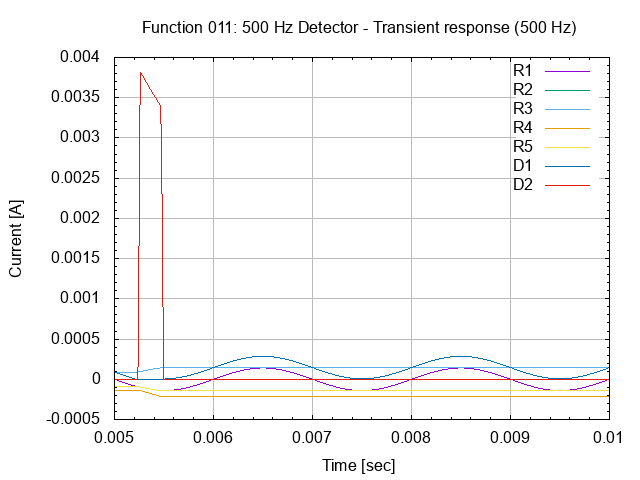 Function 011: 500 Hz Detector - Transient response (500 Hz)
0.004
0.0035
0.003
0.0025
0.002
0.0015
0.001
0.0005
0
-0.0005
Current [A]
R1
R2
R3
R4
R5
D1
D2
0.005 0.006 0.007 0.008 0.009 0.01
Time [sec]